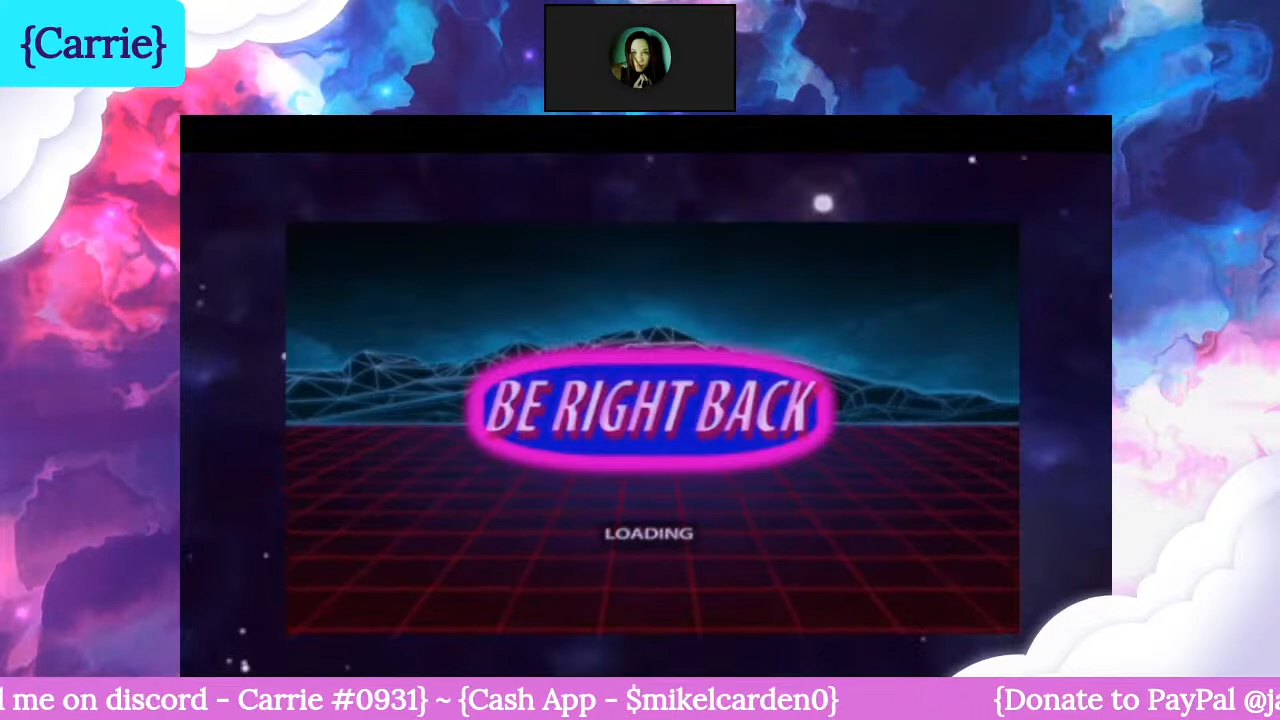 {Carrie}
BE RIGHT BACK
LOADING
me on discord - Carrie #0931} ~ {Cash App - $mikelcarden0} {Donate to PayPal